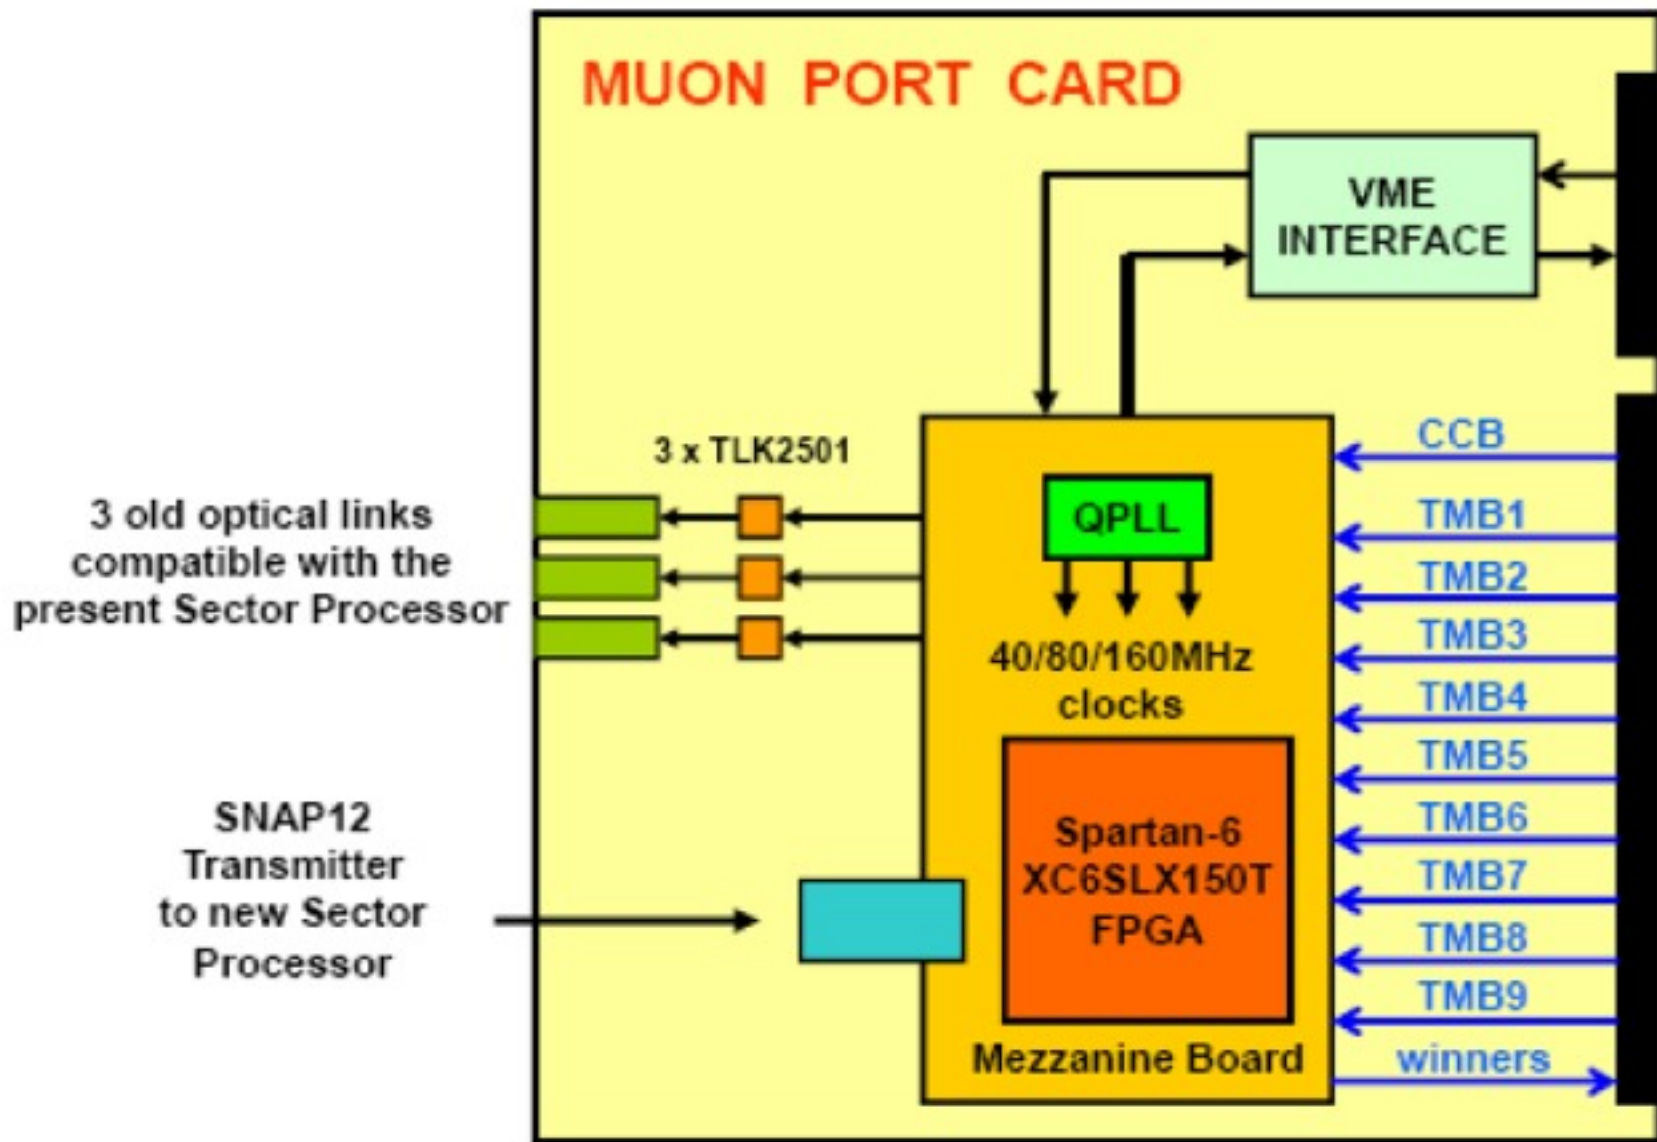 MUON PORT CARD
VME
INTERFACE
3 x TLK2501
3 old optical links
compatible with the
present Sector Processor
QPLL
40/80/160MHz
clocks
SNAP12
Transmitter
to new Sector
Processor
Spartan-6
XC6SLX150T
FPGA
Mezzanine Board
CCB
TMB1
TMB2
TMB3
TMB4
TMB5
TMB6
TMB7
TMB8
TMB9
winners